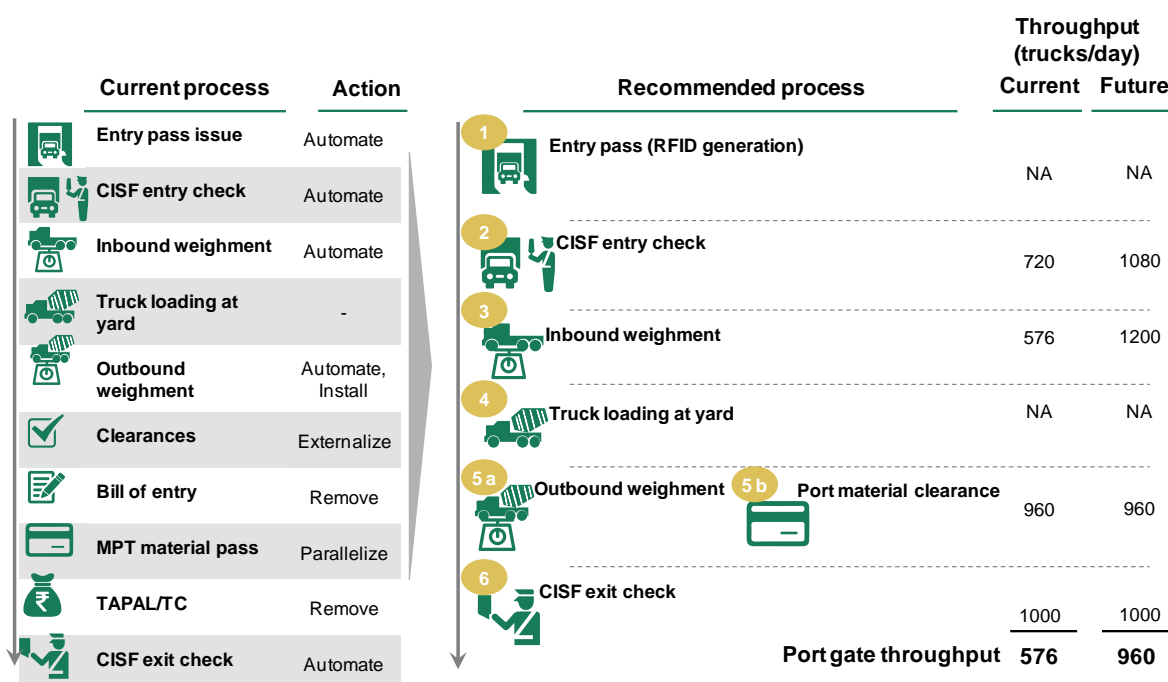 Throughput
(trucks/day)
Current process Action Recommended process Current Future
Entry pass issue
Automate
CISF entry check
Automate
Inbound weighment
Automate
Truck loading at
yard
-
Outbound
weighment
Automate,
Install
Clearances
Externalize
Bill of entry
Remove
MPT material pass
Parallelize
TAPAL/TC
Remove
CISF exit check
Automate
1
Entry pass (RFID generation)
NA NA
2
CISF entry check
720 1080
3
Inbound weighment
576 1200
4
Truck loading at yard
NA NA
5a
Outbound weighment
5b
Port material clearance
960 960
6
CISF exit check
1000 1000
Port gate throughput 576 960
₹